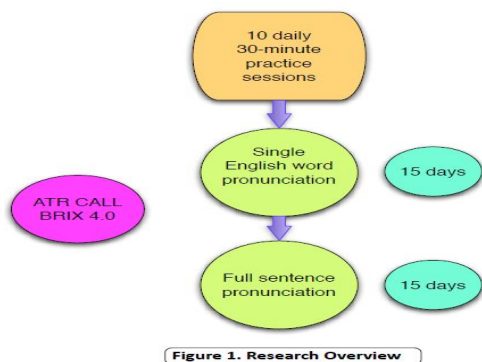 10 daily
30-minute
practice
sessions
Single
English word
pronunciation
15 days
ATR CALL
BRIX 4.0
Full sentence
pronunciation
15 days
Figure 1. Research Overview